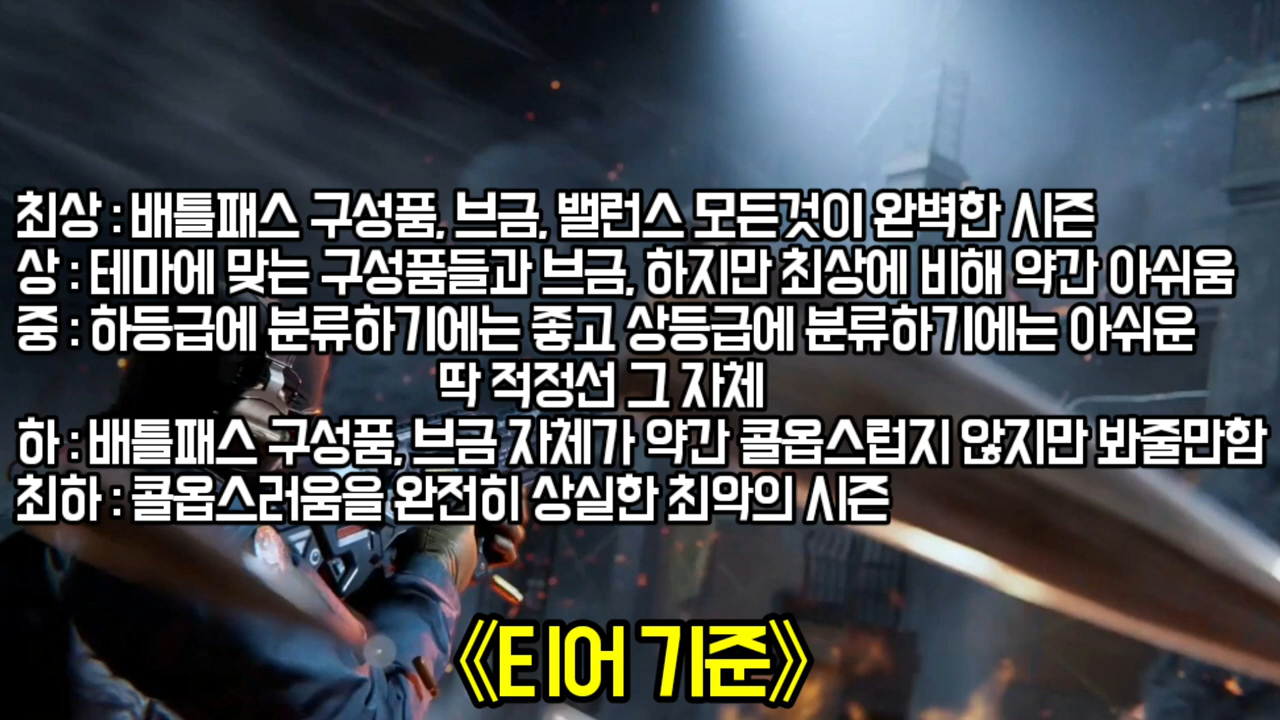 최상 : 배틀패스 구성품, 브금, 밸런스 모든것이 완벽한 시즌
상 : 테마에 맞는 구성품들과 브금, 하지만 최상에 비해 약간 아쉬움
중 : 하등급에 분류하기에는 좋고 상등급에 분류하기에는 아쉬운
딱 적정선 그 자체
하 : 배틀패스 구성품, 브금 자체가 약간 콜옵스럽지 않지만 봐줄만함
최하 : 콜옵스러움을 완전히 상실한 최악의 시즌
《티어 기준》